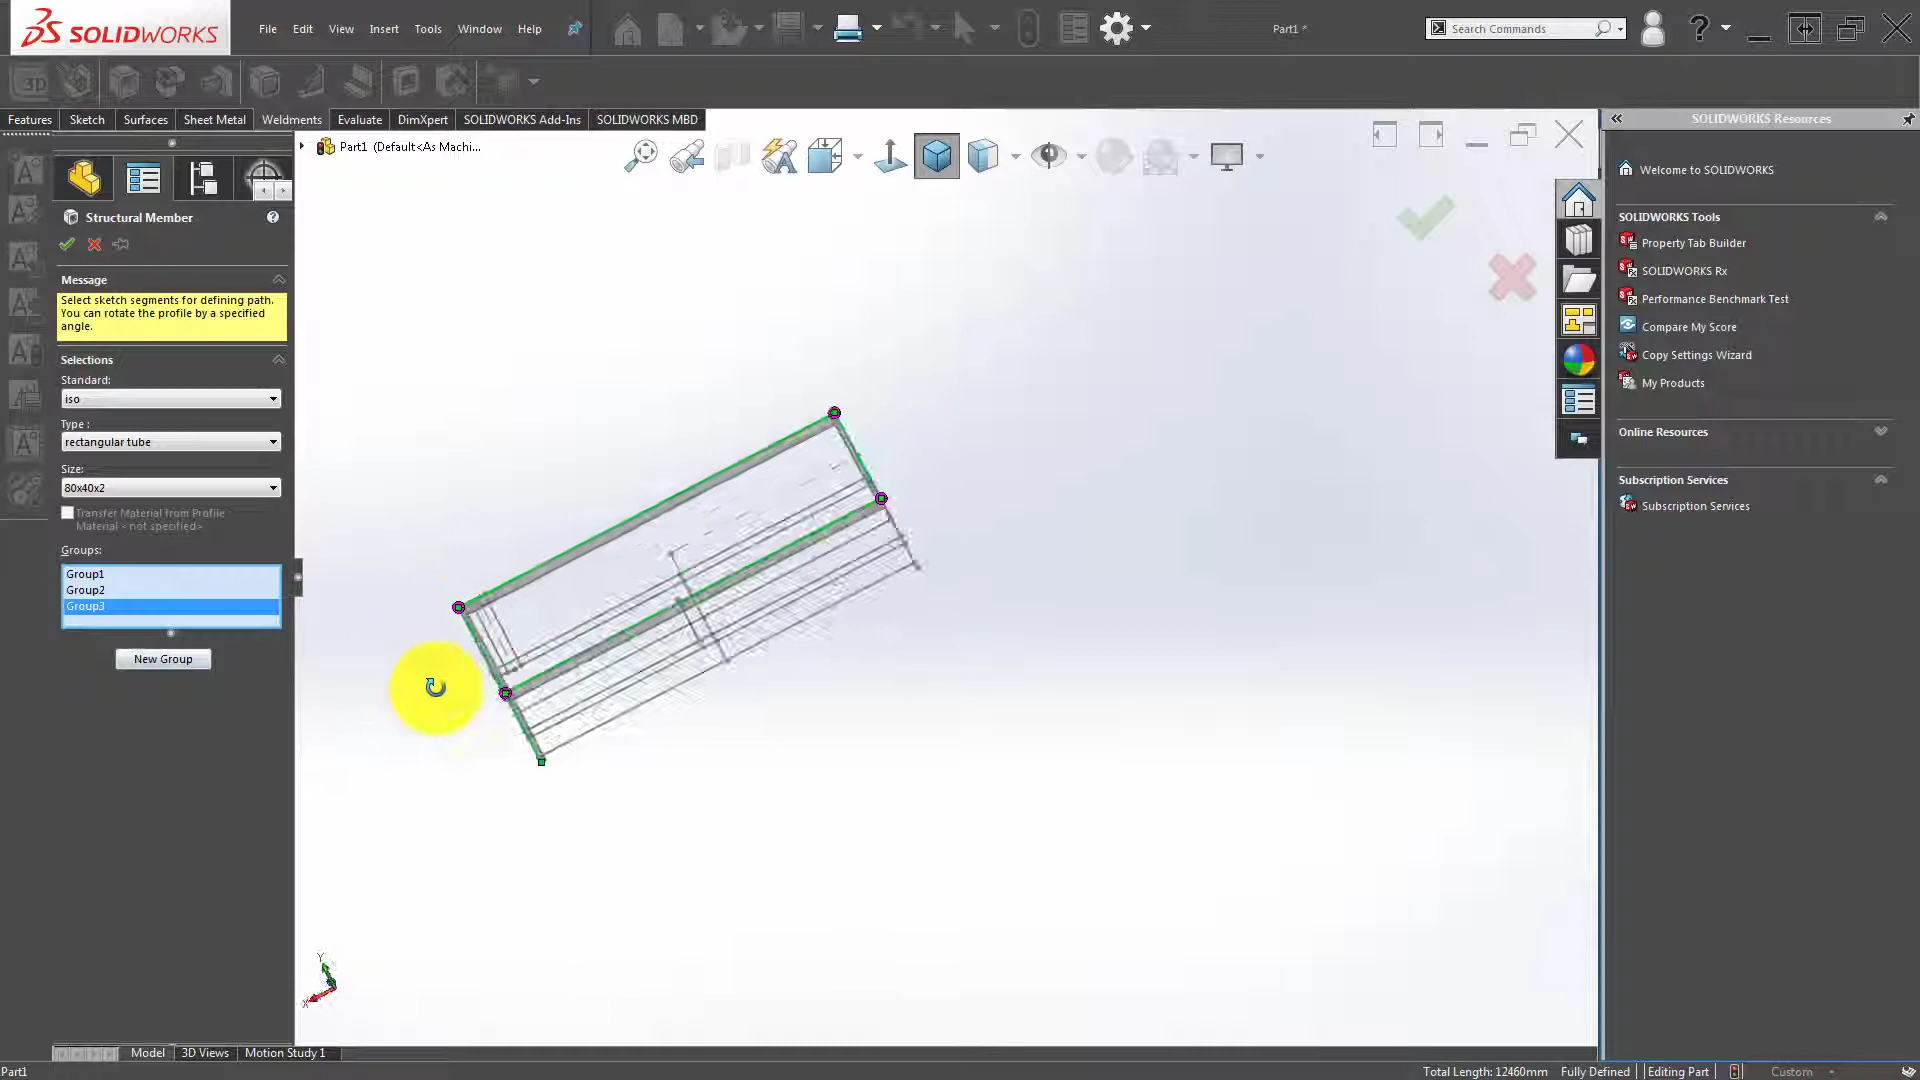 SOLIDWORKS
File Edit View Insert Tools Window Help
Part1 *
Search Commands
3D
Features Sketch Surfaces Sheet Metal Weldments Evaluate DimXpert SOLIDWORKS Add-Ins SOLIDWORKS MBD
SOLIDWORKS Resources
Part1 (Default<As Machi...
Welcome to SOLIDWORKS
Structural Member
SOLIDWORKS Tools
Property Tab Builder
SOLIDWORKS Rx
Performance Benchmark Test
Compare My Score
Copy Settings Wizard
My Products
Online Resources
Subscription Services
Subscription Services
Message
Select sketch segments for defining path.
You can rotate the profile by a specified
angle.
Selections
Standard:
iso
Type :
rectangular tube
Size:
80x40x2
Transfer Material from Profile
Material < not specified>
Groups:
Group1
Group2
Group3
New Group
Y
X
Model 3D Views Motion Study 1
Part1
Total Length: 12460mm Fully Defined Editing Part Custom